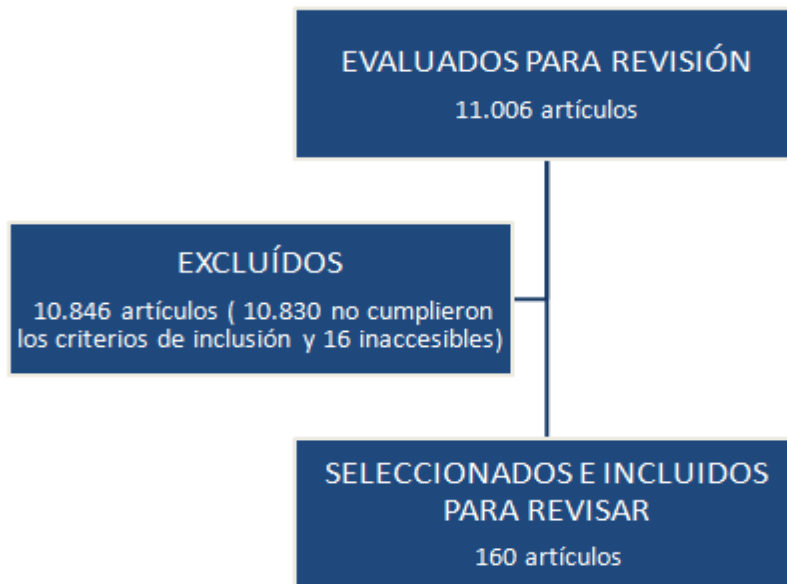 EVALUADOS PARA REVISIÓN
11.006 artículos
EXCLUÍDOS
10.846 artículos ( 10.830 no cumplieron
los criterios de inclusión y 16 inaccesibles)
SELECCIONADOS E INCLUIDOS
PARA REVISAR
160 artículos